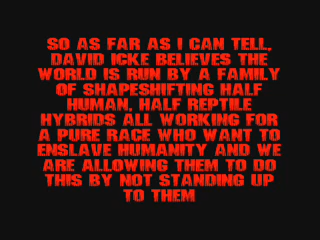 SO AS FAR AS I CAN TELL,
DAVID ICKE BELIEVES THE
WORLD IS RUN BY A FAMILY
OF SHAPESHIFTING HALF
HUMAN, HALF REPTILE
HYBRIDS ALL WORKING FOR
A PURE RACE WHO WANT TO
ENSLAVE HUMANITY AND WE
ARE ALLOWING THEM TO DO
THIS BY NOT STANDING UP
TO THEM